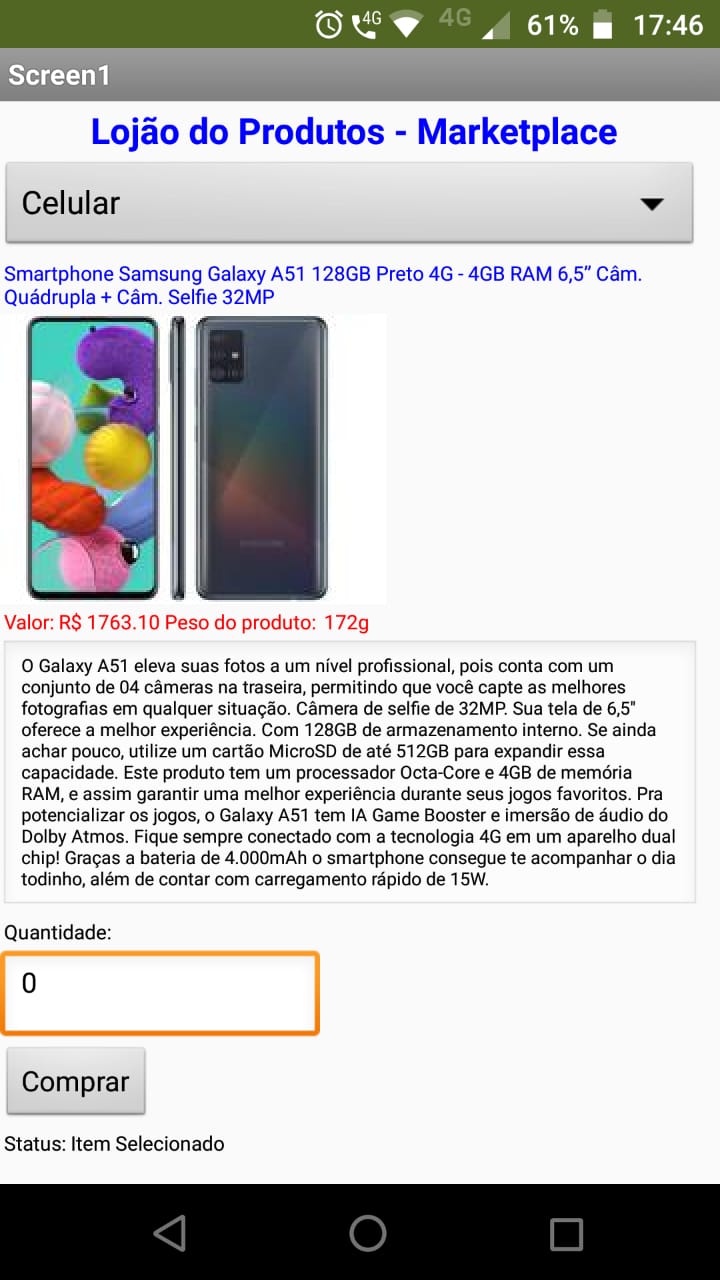 4G 4G 61% 17:46
Screen1
Lojão do Produtos - Marketplace
Celular
Smartphone Samsung Galaxy A51 128GB Preto 4G - 4GB RAM 6,5” Câm.
Quádrupla + Câm. Selfie 32MP
Valor: R$ 1763.10 Peso do produto: 172g
O Galaxy A51 eleva suas fotos a um nível profissional, pois conta com um
conjunto de 04 câmeras na traseira, permitindo que você capte as melhores
fotografias em qualquer situação. Câmera de selfie de 32MP. Sua tela de 6,5"
oferece a melhor experiência. Com 128GB de armazenamento interno. Se ainda
achar pouco, utilize um cartão MicroSD de até 512GB para expandir essa
capacidade. Este produto tem um processador Octa-Core e 4GB de memória
RAM, e assim garantir uma melhor experiência durante seus jogos favoritos. Pra
potencializar os jogos, o Galaxy A51 tem IA Game Booster e imersão de áudio do
Dolby Atmos. Fique sempre conectado com a tecnologia 4G em um aparelho dual
chip! Graças a bateria de 4.000mAh o smartphone consegue te acompanhar o dia
todinho, além de contar com carregamento rápido de 15W.
Quantidade:
0
Comprar
Status: Item Selecionado